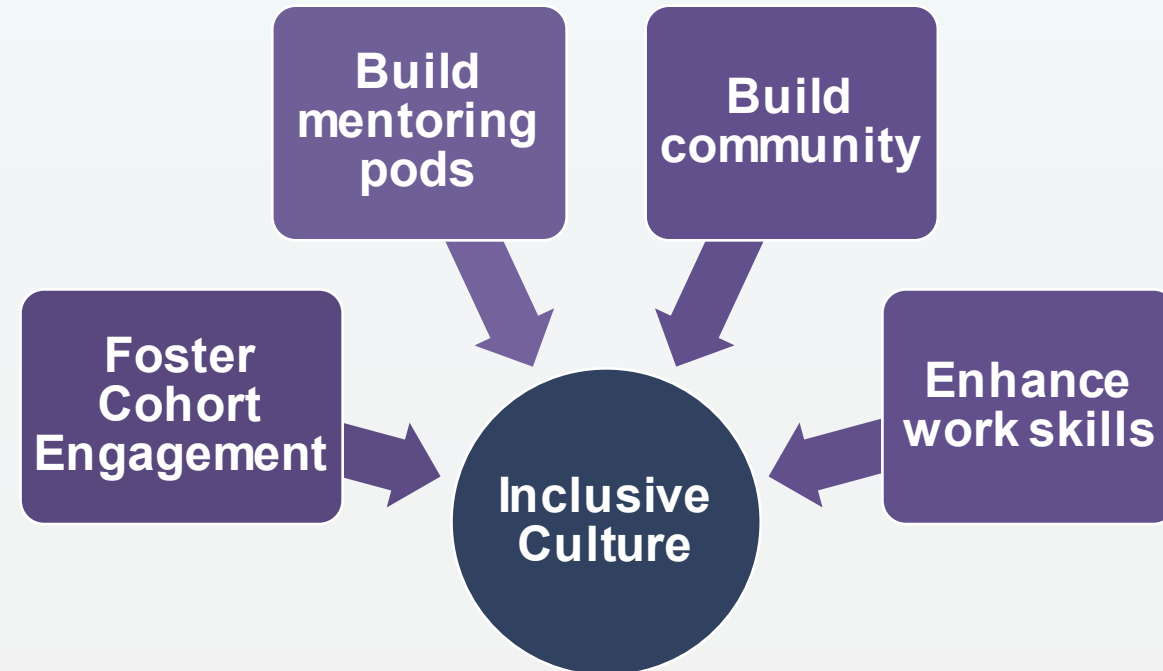 Build
mentoring
pods
Build
community
Foster
Cohort
Engagement
Enhance
work skills
Inclusive
Culture